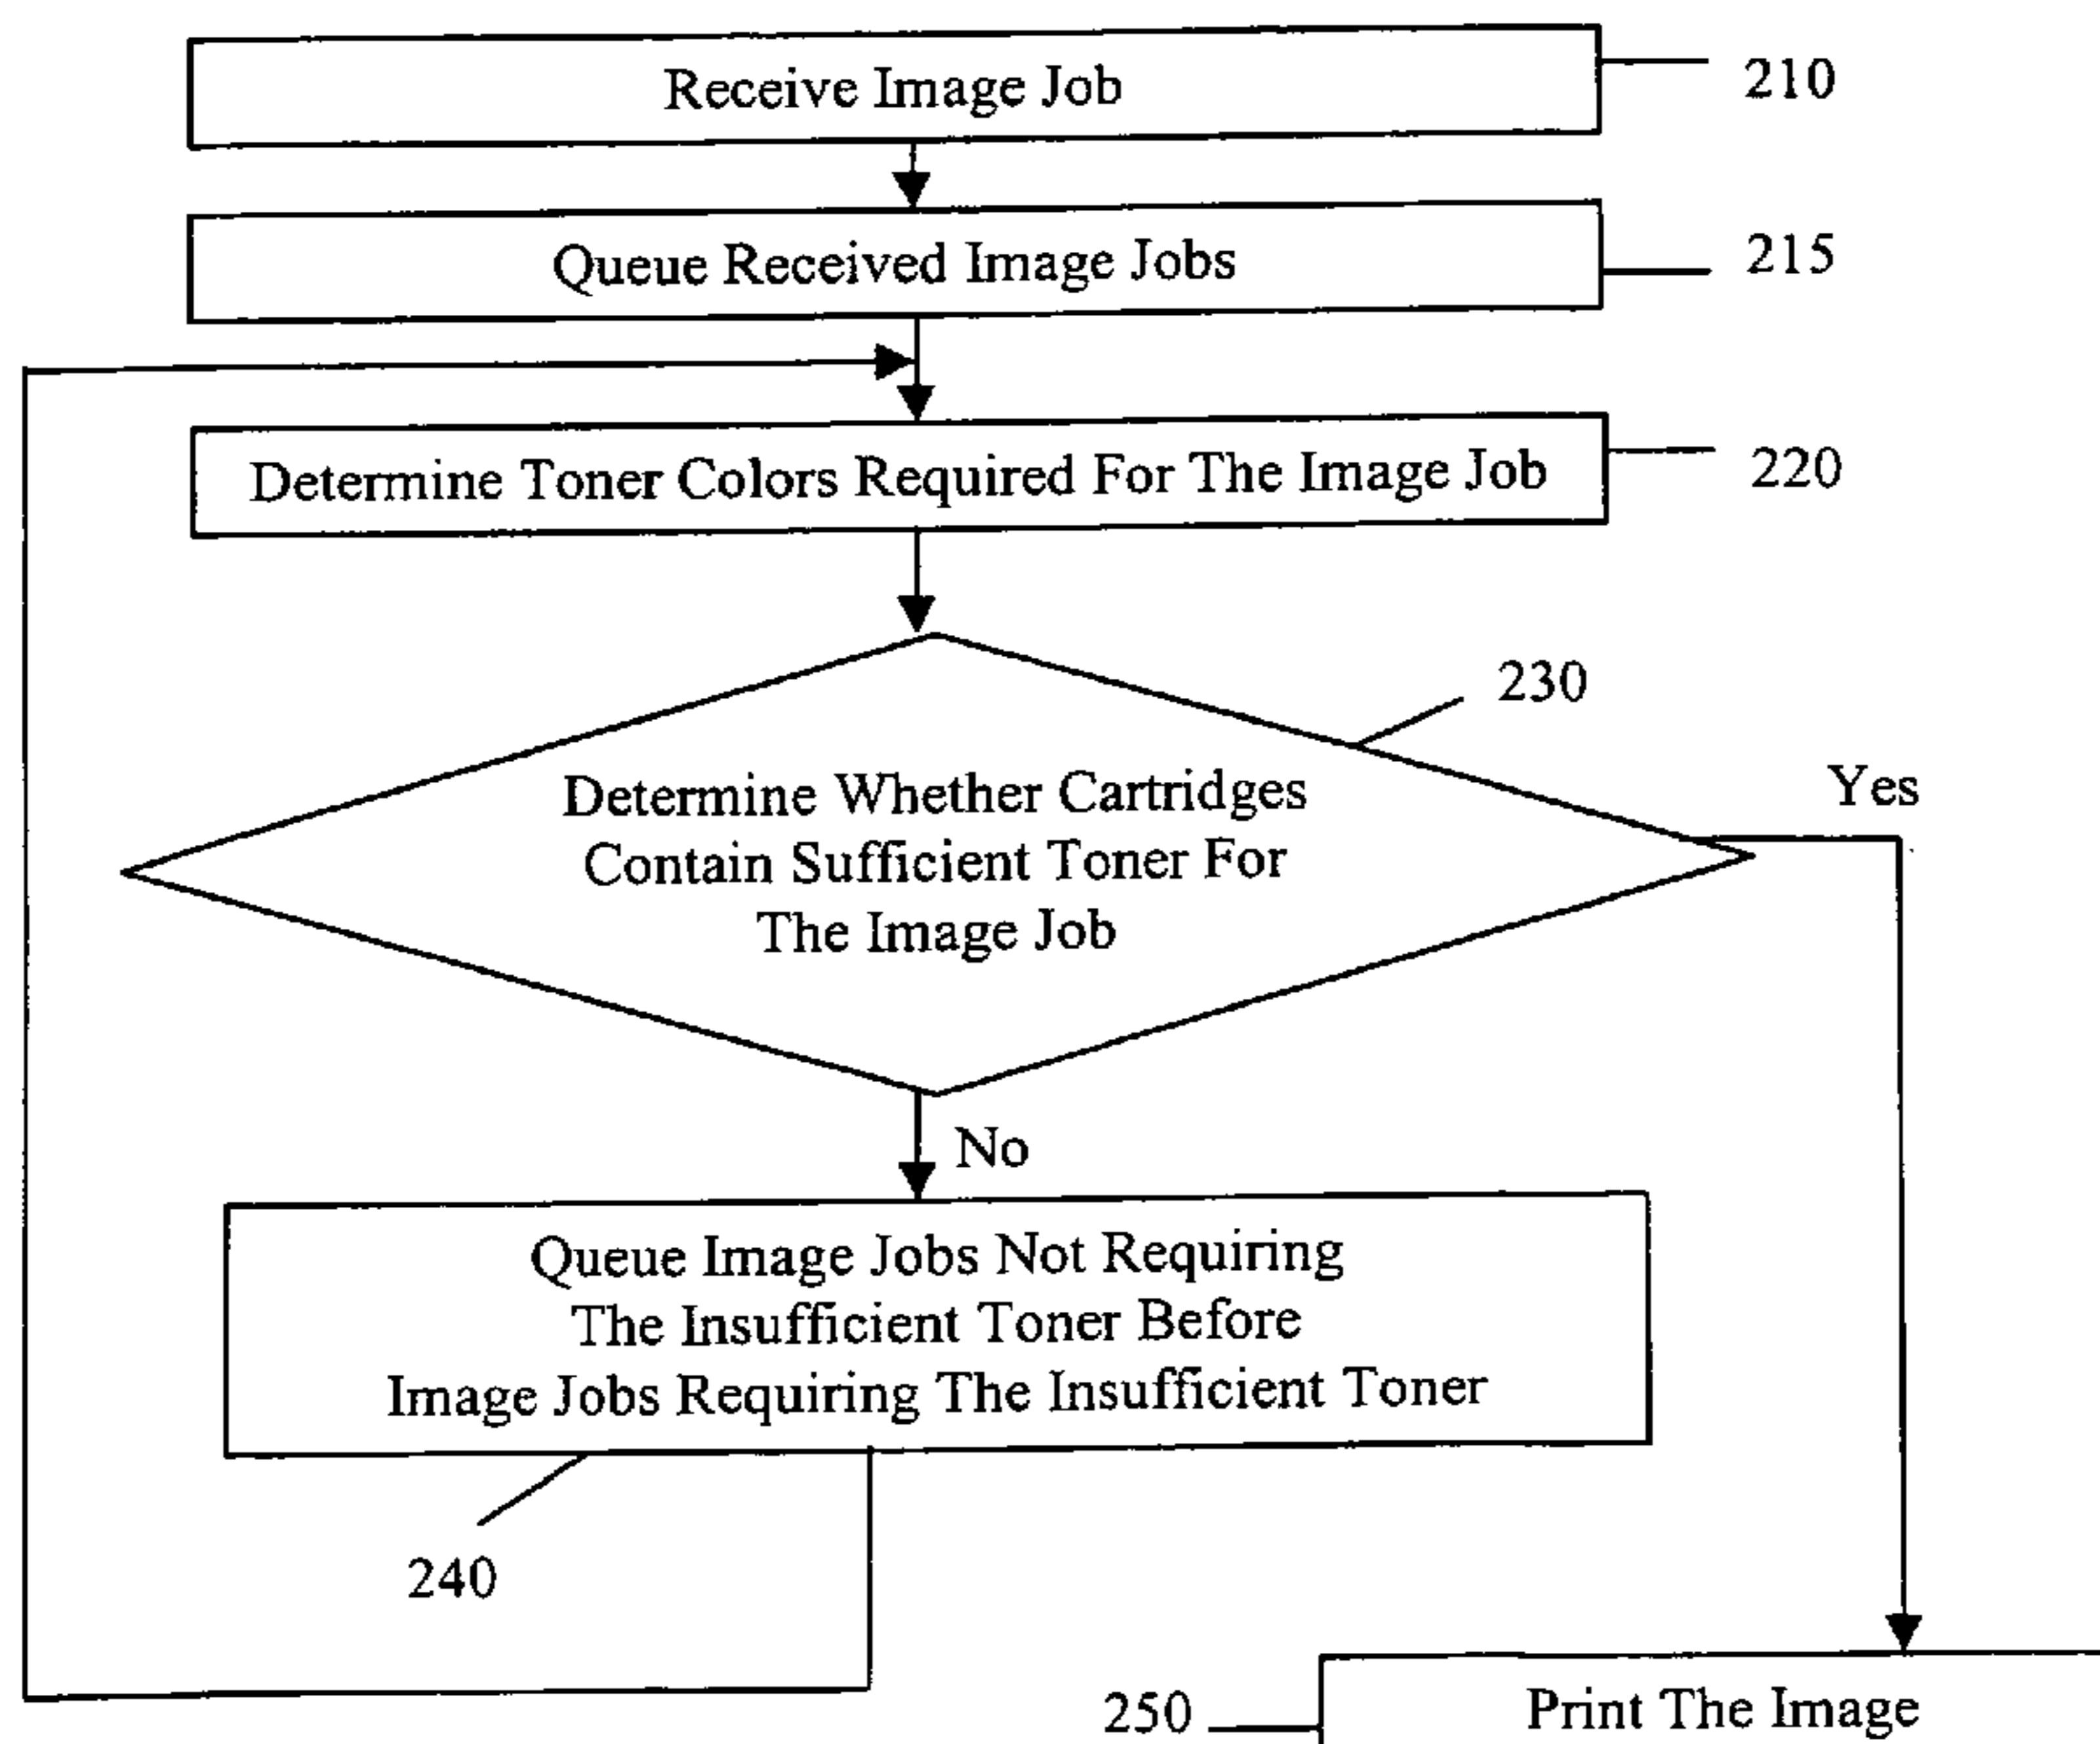 Receive Image Job
210
Queue Received Image Jobs
215
Determine Toner Colors Required For The Image Job
220
230
Yes
Determine Whether Cartridges
Contain Sufficient Toner For
The Image Job
No
Queue Image Jobs Not Requiring
The Insufficient Toner Before
Image Jobs Requiring The Insufficient Toner
240
250
Print The Image